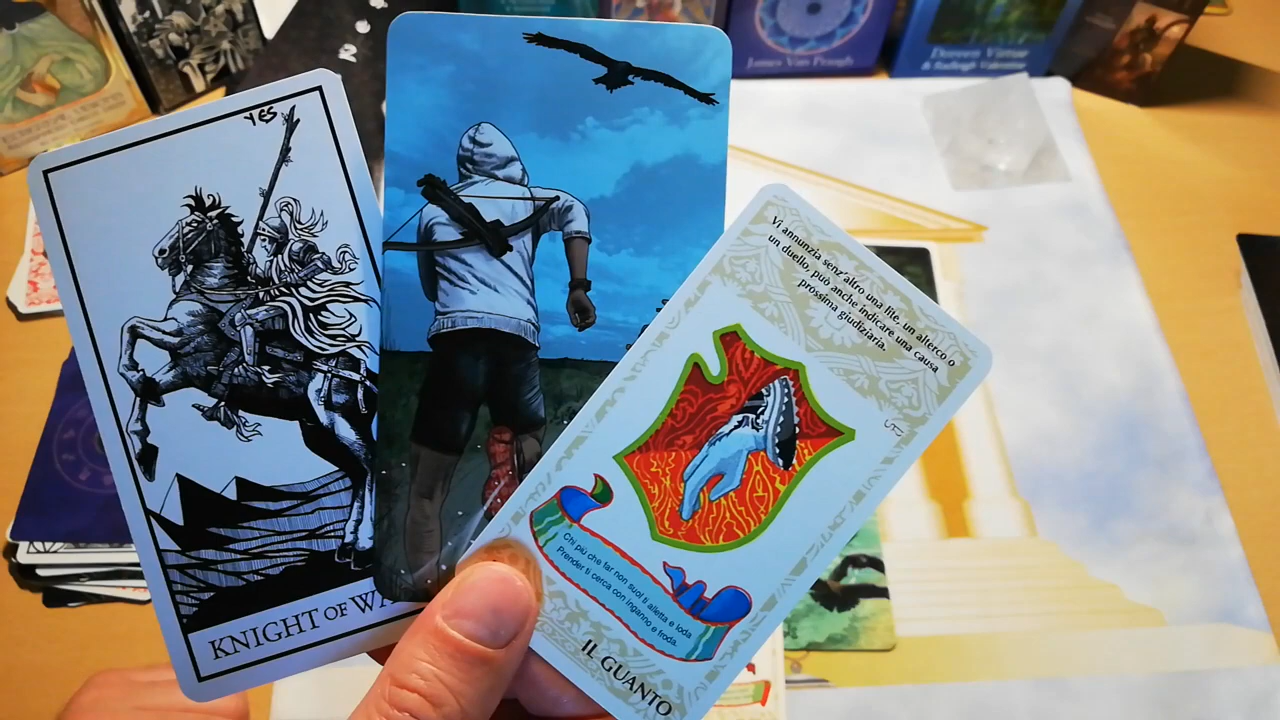 YES
KNIGHT OF WA
Vi annunzia senz'altro una lite, un alterco o
un duello, può anche indicare una causa
prossima giudiziaria.
57
Chi più che far non suol ti alletta e loda
Prender ti cerca con inganno e froda.
IL GUANTO
James Van Praagh
Doreen Virtue
& Radleigh Valentine